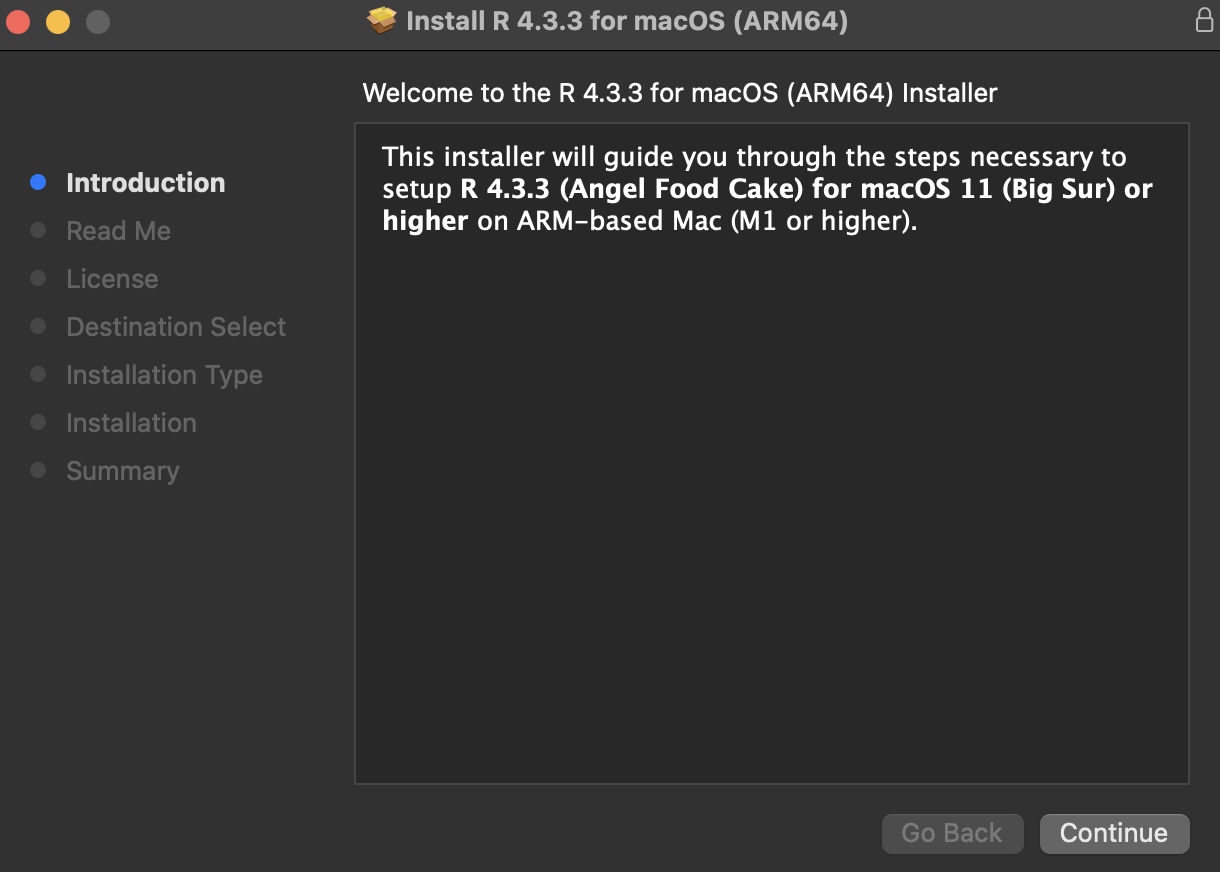 Install R 4.3.3 for macOS (ARM64)
Welcome to the R 4.3.3 for macOS (ARM64) Installer
Introduction
Read Me
License
Destination Select
Installation Type
Installation
Summary
This installer will guide you through the steps necessary to
setup R 4.3.3 (Angel Food Cake) for macOS 11 (Big Sur) or
higher on ARM-based Mac (M1 or higher).
Go Back
Continue